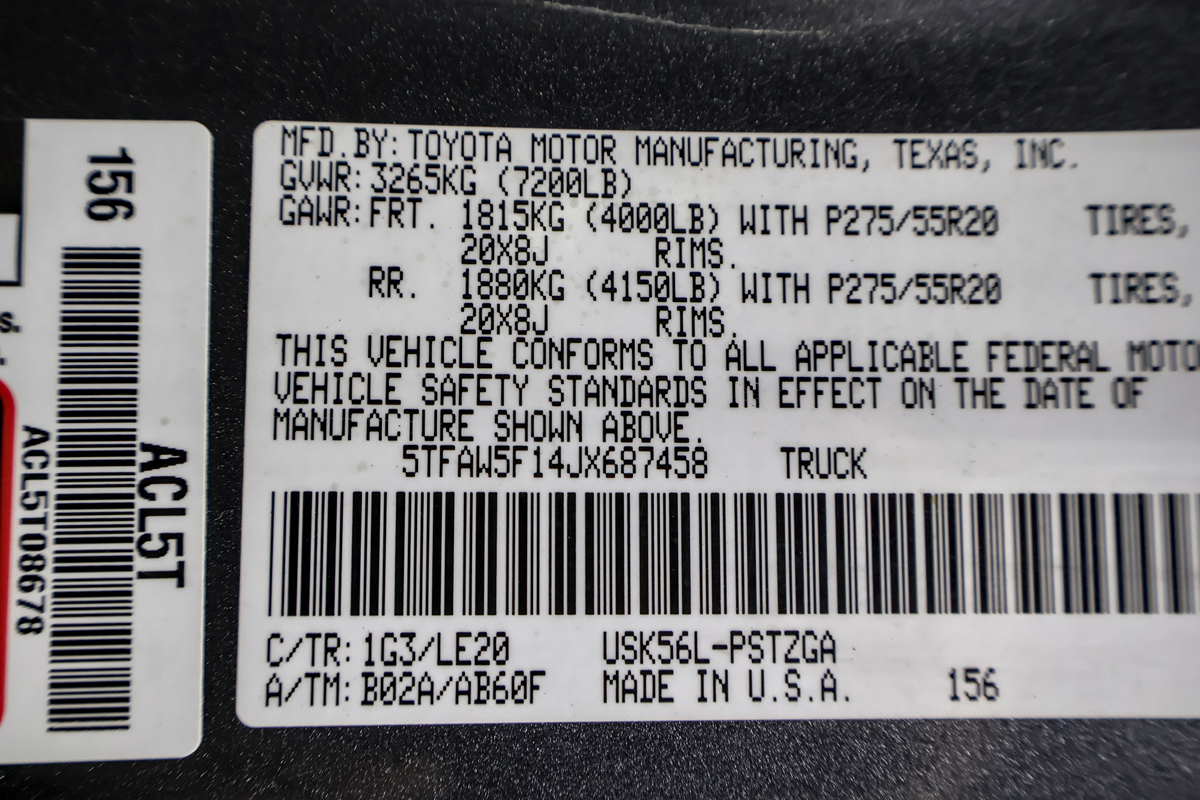 156
ACL5T
ACL5T08678
s.
MFD.BY:TOYOTA MOTOR MANUFACTURING, TEXAS, INC.
GVWR:3265KG (7200LB)
GAWR:FRT. 1815KG (4000LB) WITH P275/55R20 TIRES,
20X8J RIMS.
RR. 1880KG (4150LB) WITH P275/55R20 TIRES,
20X8J RIMS.
THIS VEHICLE CONFORMS TO ALL APPLICABLE FEDERAL MOTO
VEHICLE SAFETY STANDARDS IN EFFECT ON THE DATE OF
MANUFACTURE SHOWN ABOVE.
5TFAW5F14JX687458 TRUCK
C/TR:1G3/LE20 USK56L-PSTZGA
A/TM:B02A/AB60F MADE IN U.S.A. 156